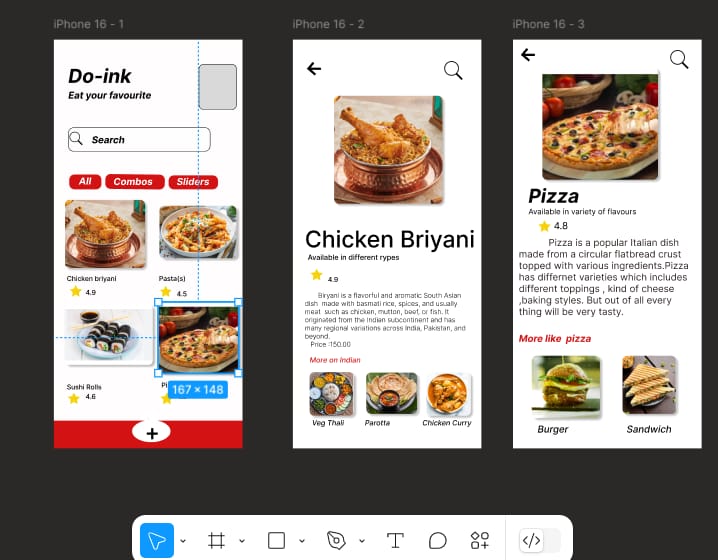 iPhone 16 - 1
Do-ink
Eat your favourite
Search
All Combos Sliders
Chicken briyani Pasta(s)
4.9 4.5
Sushi Rolls
4.6
167 × 148
+
iPhone 16 - 2
Chicken Briyani
Available in different rypes
4.9
Biryani is a flavorful and aromatic South Asian
dish made with basmati rice, spices, and usually
meat such as chicken, mutton, beef, or fish. It
originated from the Indian subcontinent and has
many regional variations across India, Pakistan, and
beyond.
Price :150.00
More on Indian
Veg Thali Parotta Chicken Curry
iPhone 16 - 3
Pizza
Available in variety of flavours
4.8
Pizza is a popular Italian dish
made from a circular flatbread crust
topped with various ingredients.Pizza
has differnet varieties which includes
different toppings , kind of cheese
,baking styles. But out of all every
thing will be very tasty.
More like pizza
Burger Sandwich